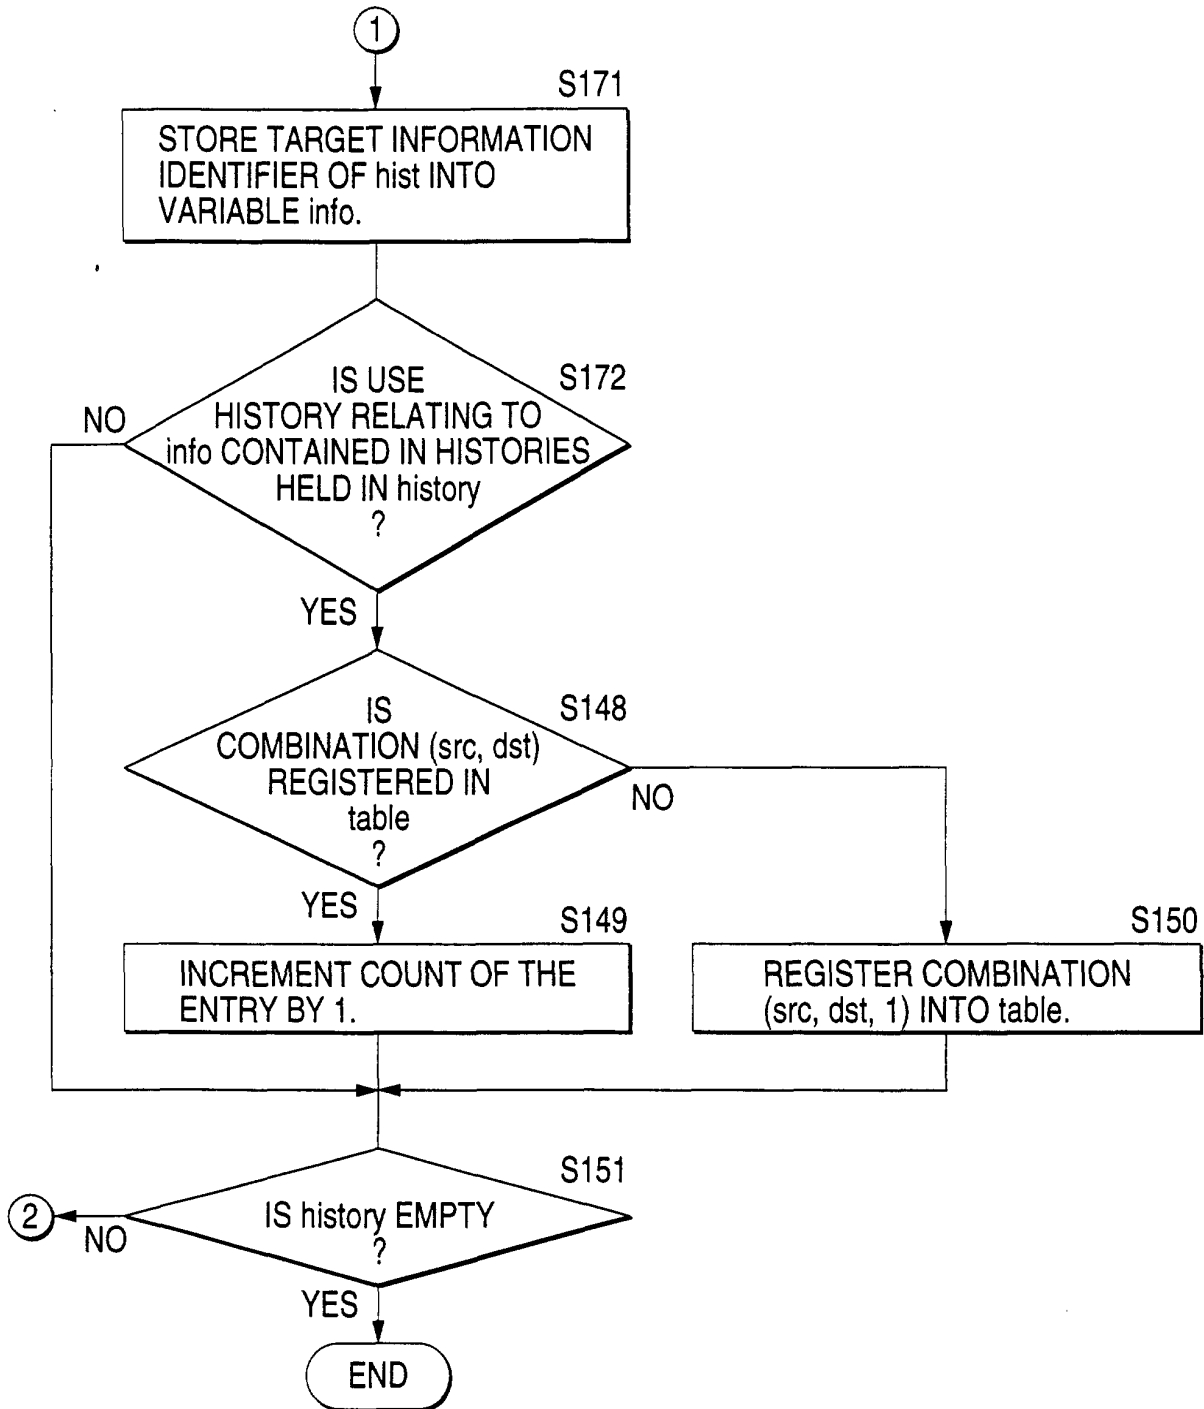 1
S171
STORE TARGET INFORMATION
IDENTIFIER OF hist INTO
VARIABLE info.
S172
IS USE
HISTORY RELATING TO
info CONTAINED IN HISTORIES
HELD IN history
?
NO
YES
S148
IS
COMBINATION (src, dst)
REGISTERED IN
table
?
NO
YES
S149
INCREMENT COUNT OF THE
ENTRY BY 1.
S150
REGISTER COMBINATION
(src, dst, 1) INTO table.
S151
IS history EMPTY
?
2
NO
YES
END